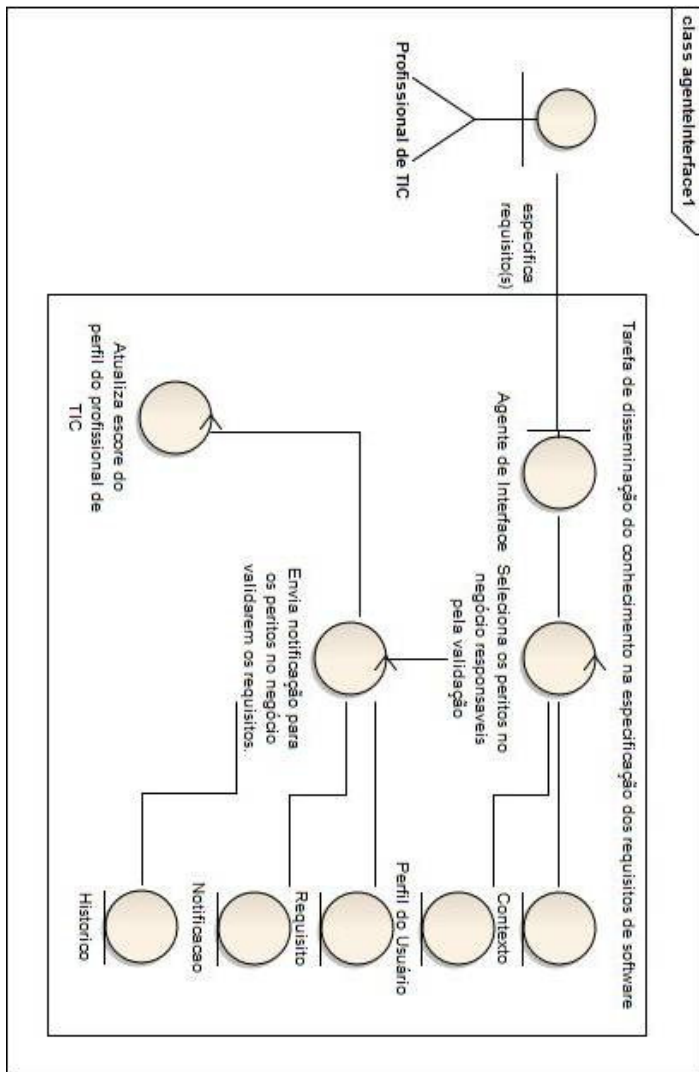 class agenteInterface1
Tarefa de disseminação do conhecimento na especificação dos requisitos de software
especifica
requisito(s)
Profissional de TIC
Agente de Interface
Seleciona os peritos no
negócio responsaveis
pela validação
Contexto
Perfil do Usuário
Envia notificação para
os peritos no negócio
validarem os requisitos.
Requisito
Atualiza escore do
perfil do profissional de
TIC
Notificacao
Historico